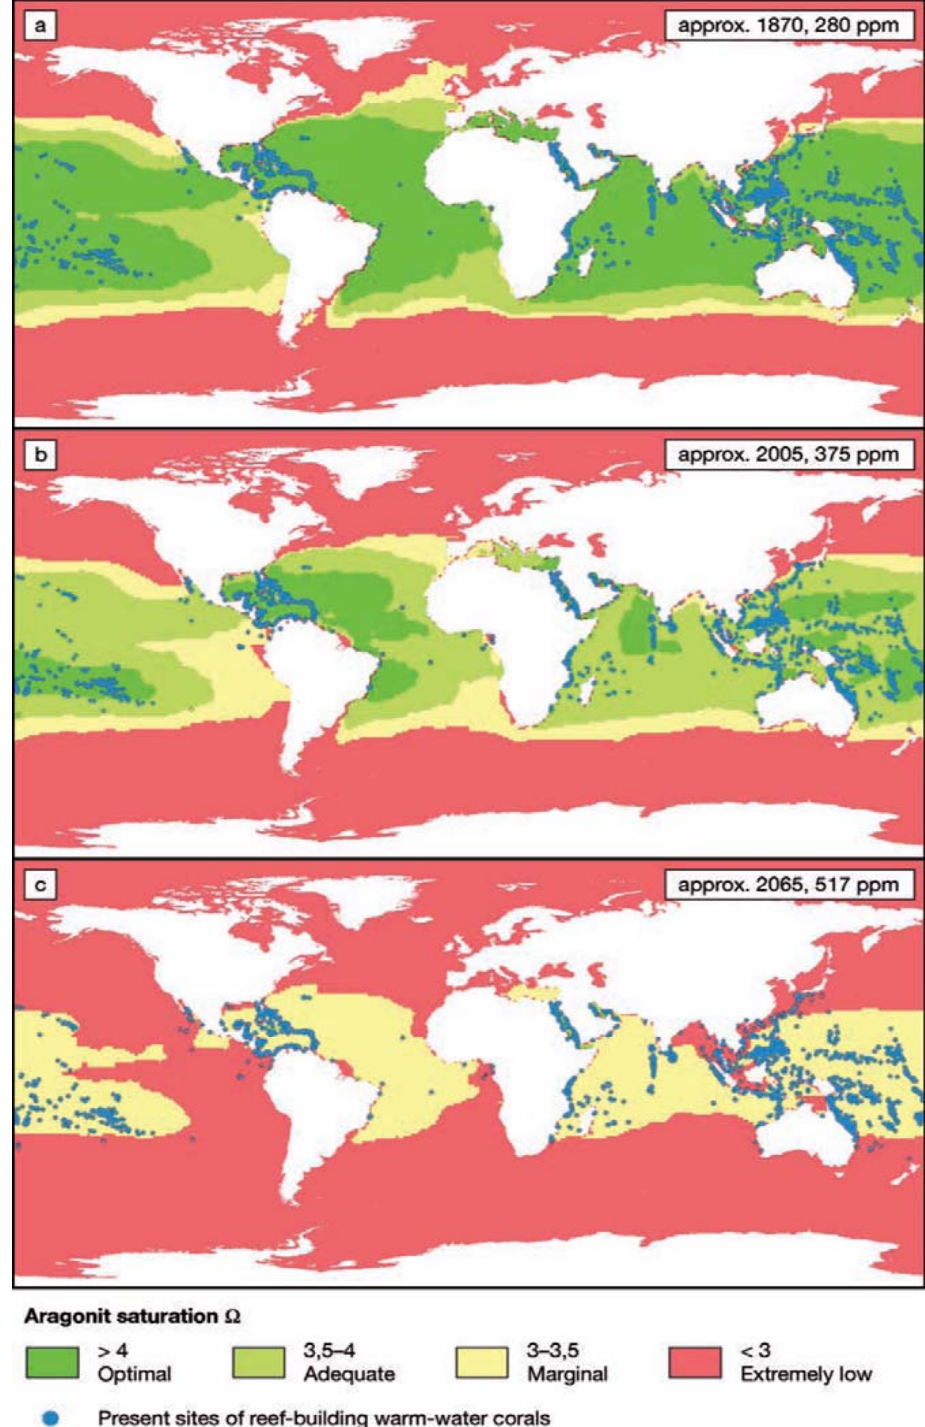 a
approx. 1870, 280 ppm
b
approx. 2005, 375 ppm
c
approx. 2065, 517 ppm
Aragonit saturation Ω
> 4
Optimal
3,5–4
Adequate
3–3,5
Marginal
< 3
Extremely low
Present sites of reef-building warm-water corals